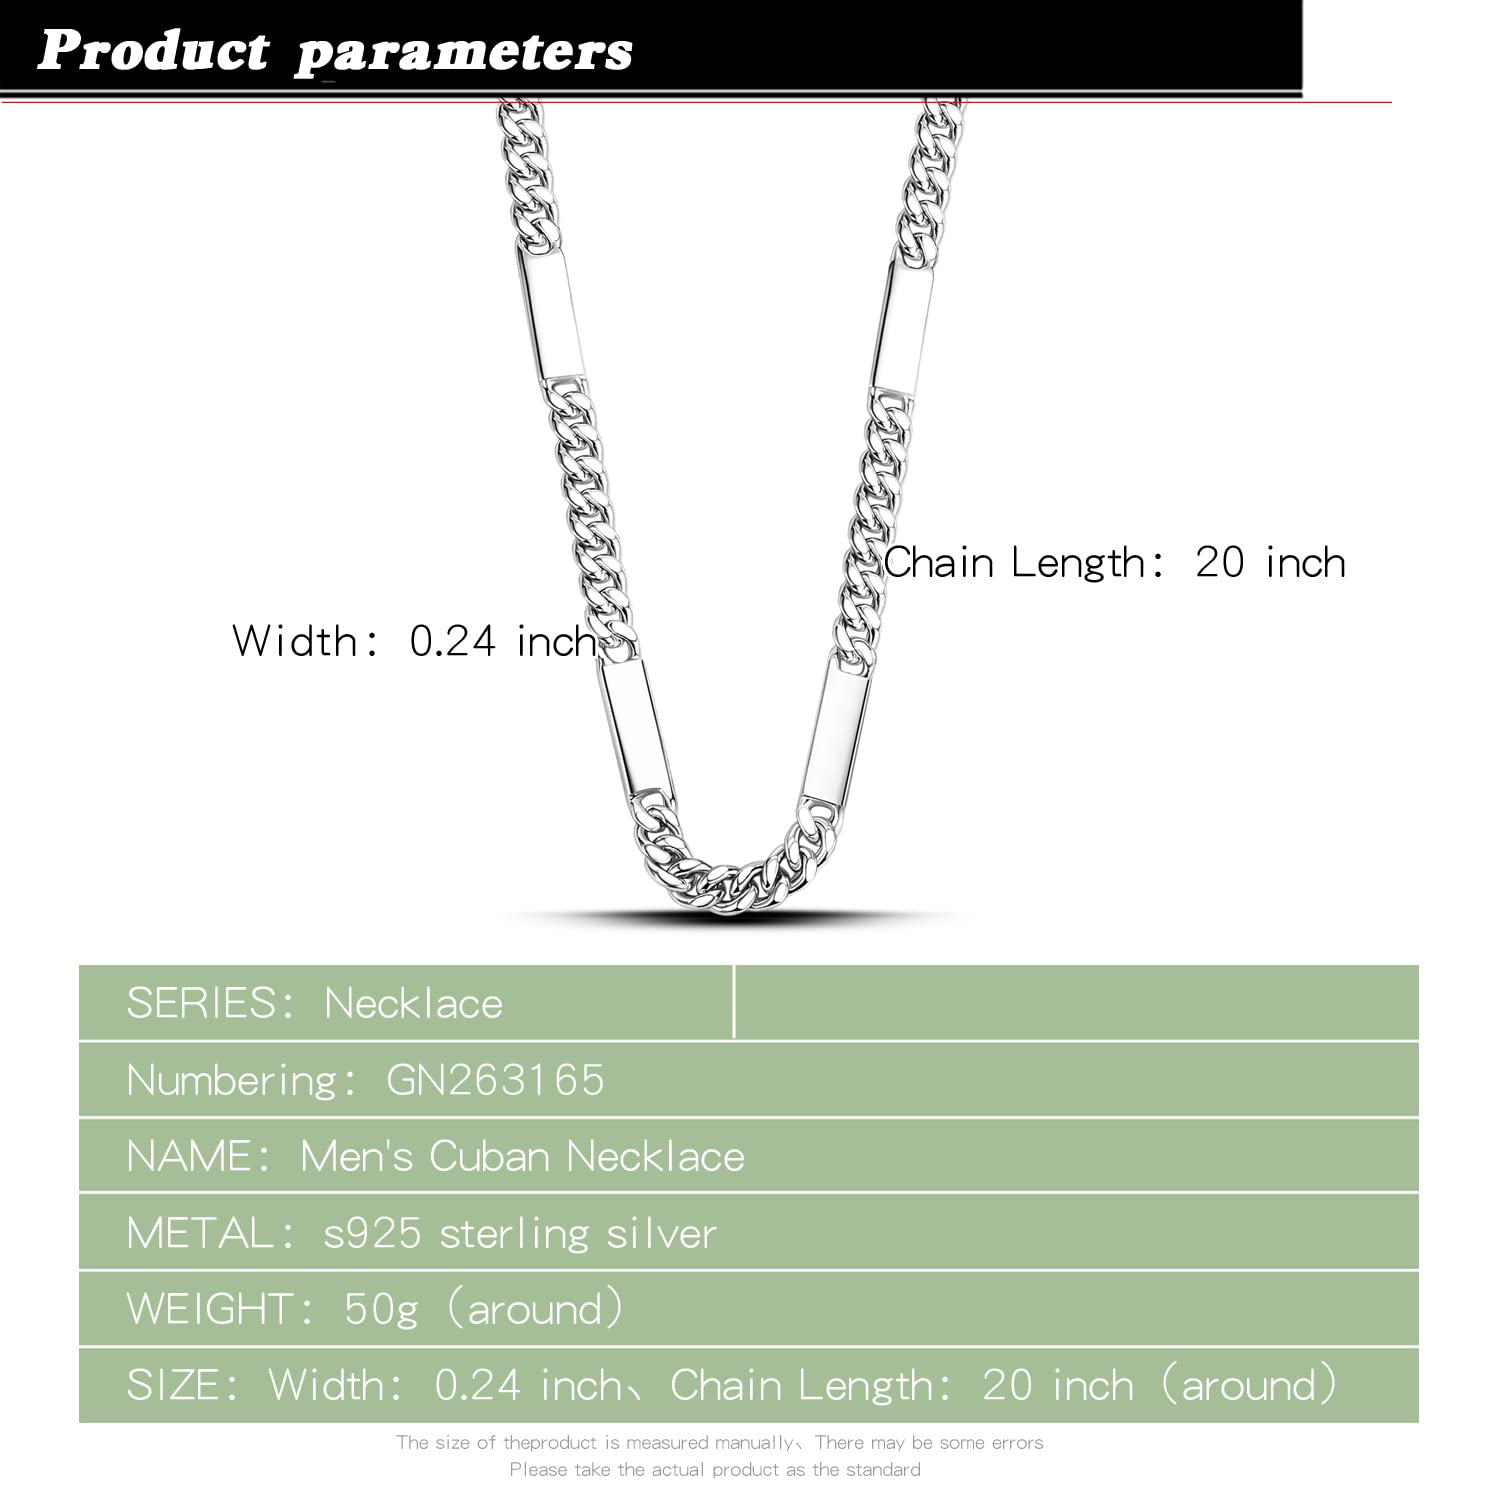 Product parameters
Chain Length: 20 inch
Width: 0.24 inch
SERIES: Necklace
Numbering: GN263165
NAME: Men's Cuban Necklace
METAL: s925 sterling silver
WEIGHT: 50g（around）
SIZE: Width: 0.24 inch、Chain Length: 20 inch（around）
The size of theproduct is measured manually、There may be some errors
Please take the actual product as the standard